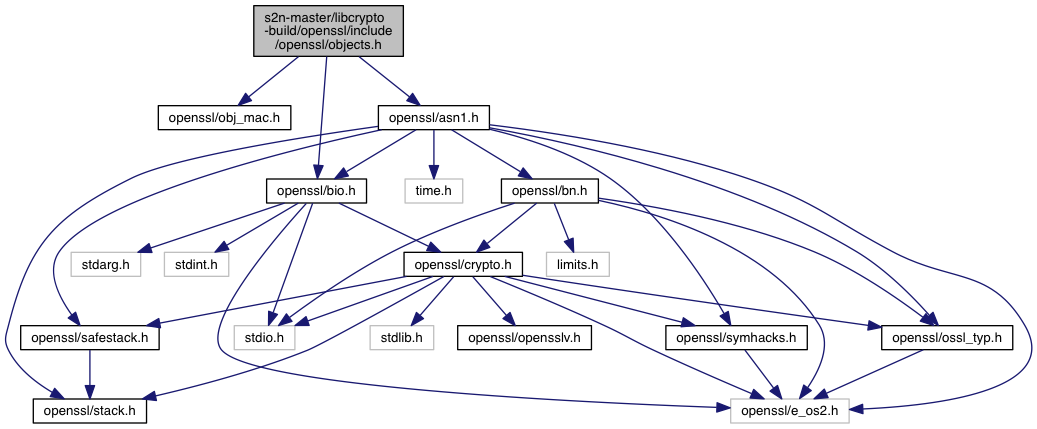 s2n-master/libcrypto
-build/openssl/include
/openssl/objects.h
openssl/obj_mac.h
openssl/asn1.h
openssl/bio.h
time.h
openssl/bn.h
stdarg.h
stdint.h
openssl/crypto.h
limits.h
openssl/safestack.h
stdio.h
stdlib.h
openssl/opensslv.h
openssl/symhacks.h
openssl/ossl_typ.h
openssl/stack.h
openssl/e_os2.h